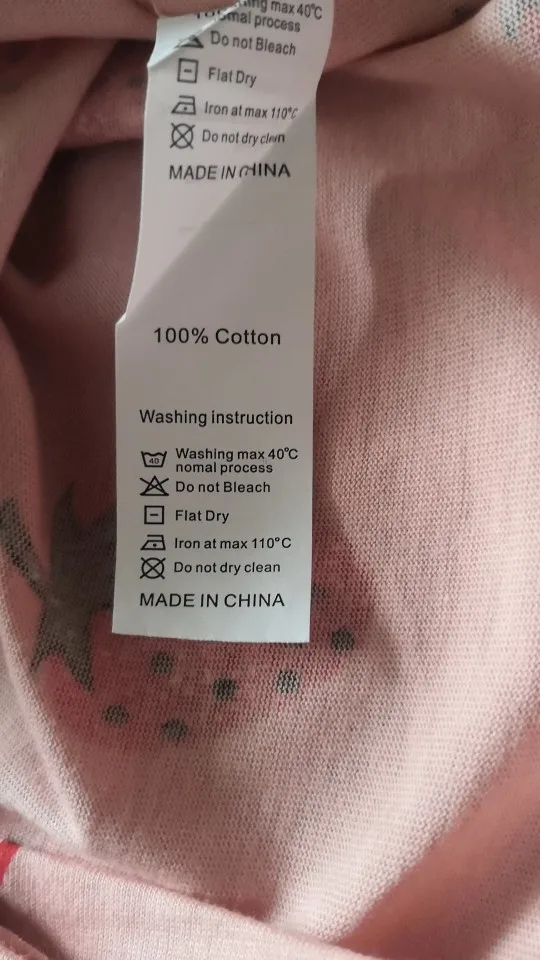 max 40℃
process
Do not Bleach
Flat Dry
Iron at max 110℃
Do not dry clean
MADE IN CHINA
100% Cotton
Washing instruction
40
Washing max 40℃
nomal process
Do not Bleach
Flat Dry
Iron at max 110℃
Do not dry clean
MADE IN CHINA